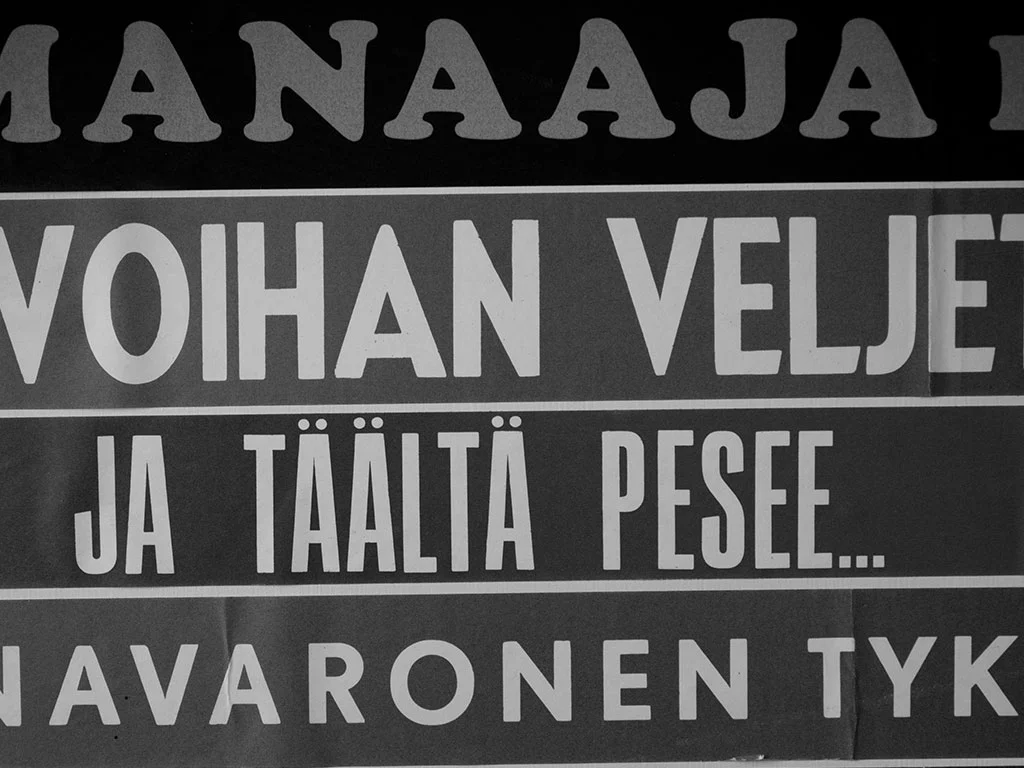 MANAAJA
VOIHAN VELJET
JA TÄÄLTÄ PESEE...
NAVARONEN TYK